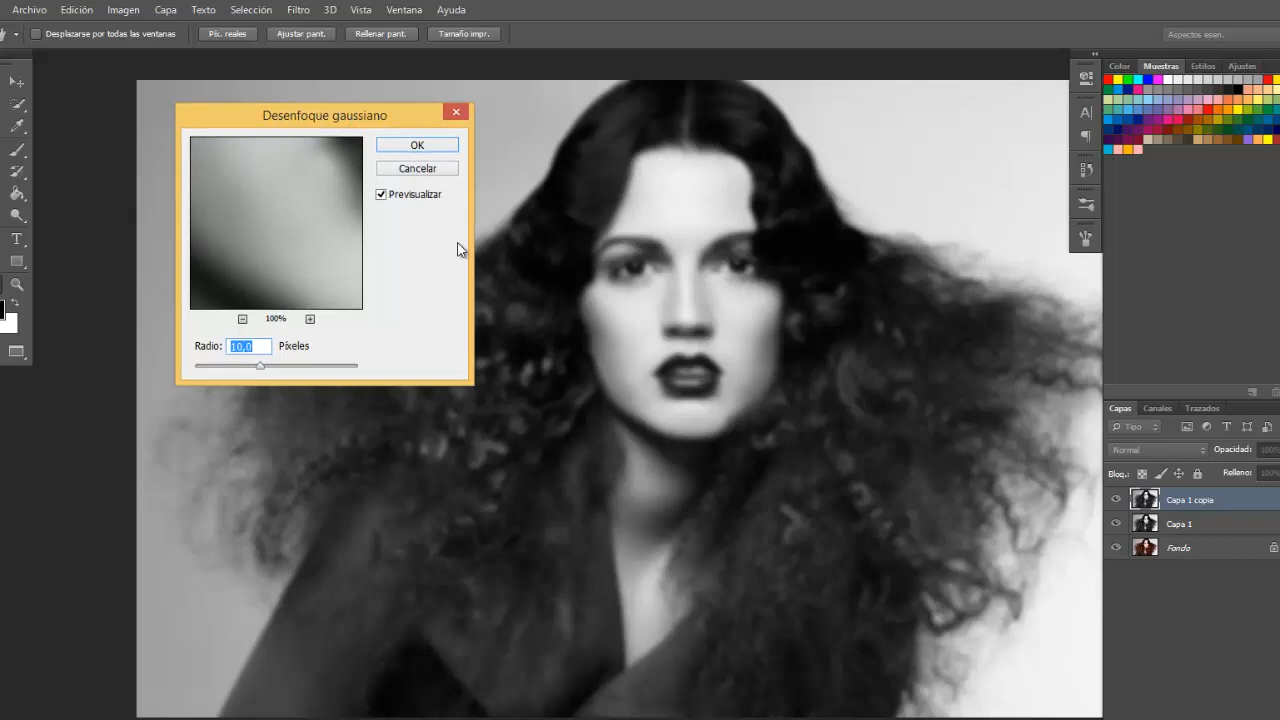 Archivo Edición Imagen Capa Texto Selección Filtro 3D Vista Ventana Ayuda
Desplazarse por todas las ventanas Píx. reales Ajustar pant. Rellenar pant. Tamaño impr. Aspectos esen.
Color Muestras Estilos Ajustes
Desenfoque gaussiano
OK
Cancelar
Previsualizar
100%
Radio: 10,0 Píxeles
Capas Canales Trazados
Tipo
Normal Opacidad: 100%
Bloq.: Relleno: 100%
Capa 1 copia
Capa 1
Fondo